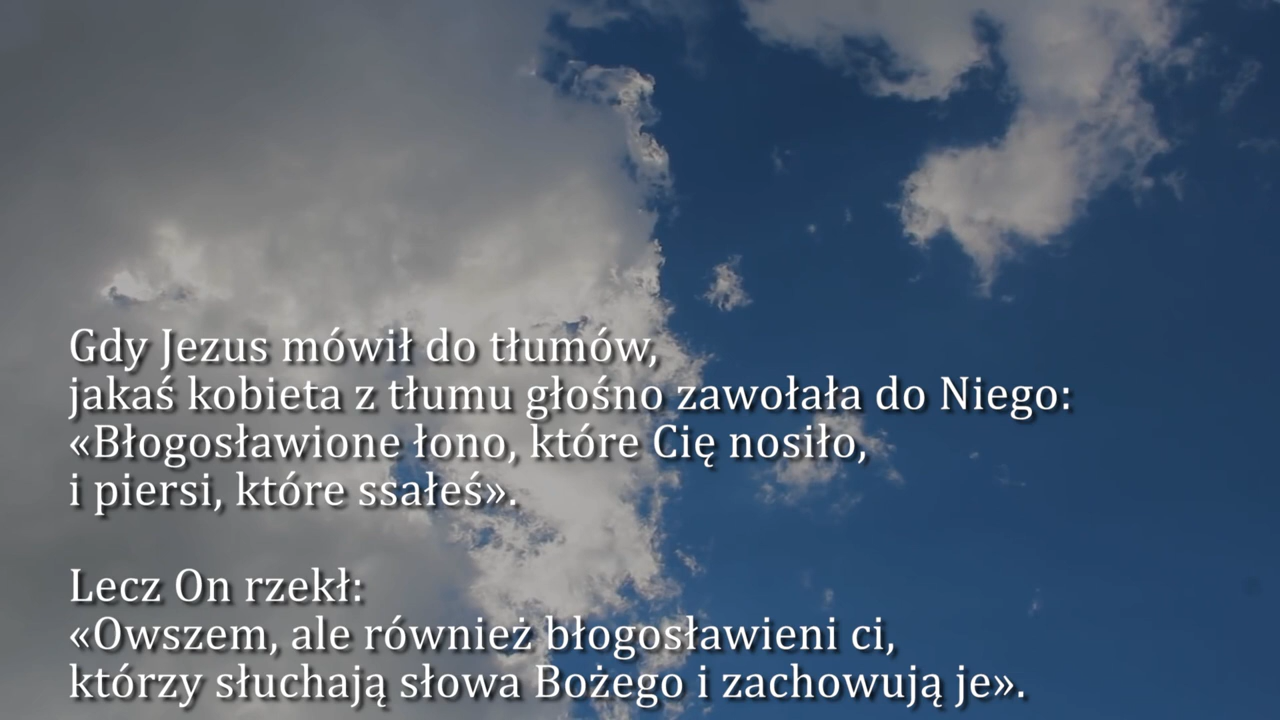 Gdy Jezus mówił do tłumów,
jakaś kobieta z tłumu głośno zawołała do Niego:
«Błogosławione łono, które Cię nosiło,
i piersi, które ssałeś».
Lecz On rzekł:
«Owszem, ale również błogosławieni ci,
którzy słuchają słowa Bożego i zachowują je».